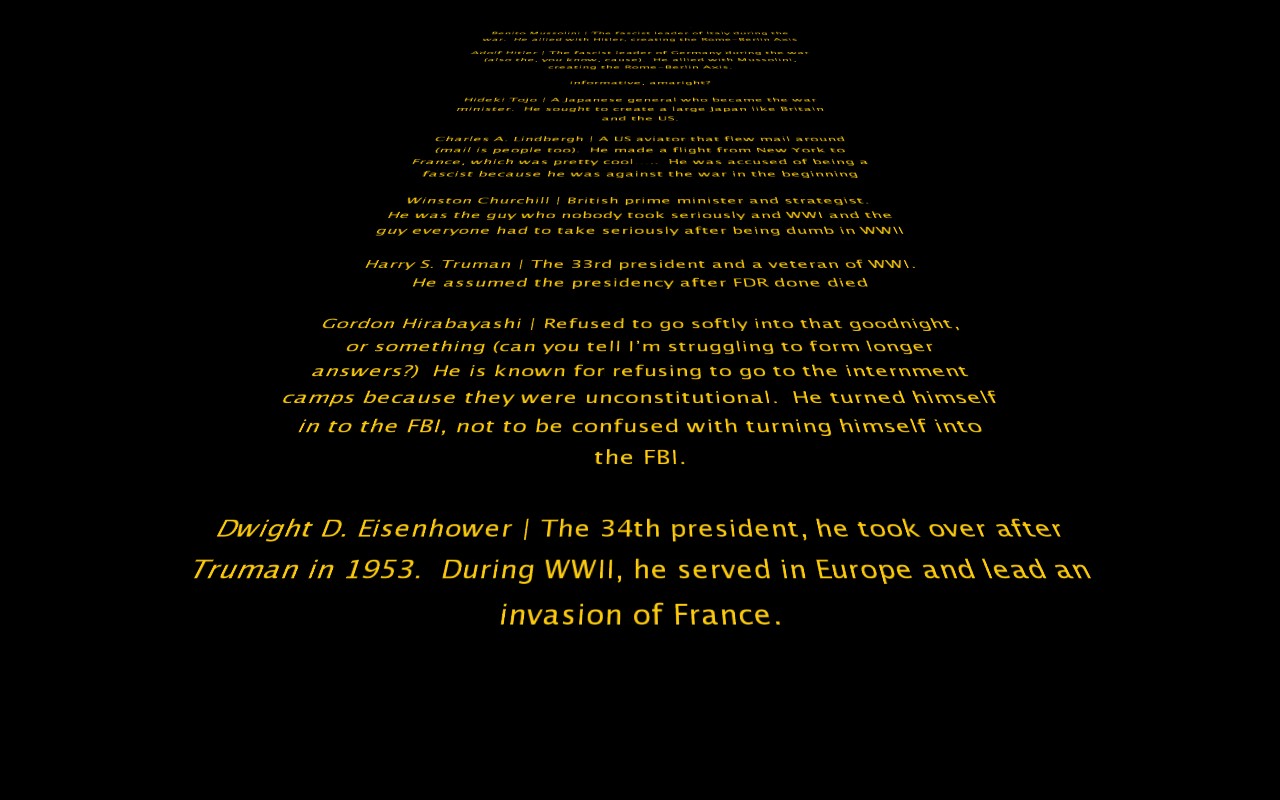 Benito Mussolini | The fascist leader of Italy during the
war.  He allied with Hitler, creating the Rome-Berlin Axis
Adolf Hitler | The fascist leader of Germany during the war
(also the, you know, cause).  He allied with Mussolini,
creating the Rome-Berlin Axis.
Informative, amaright?
Hideki Tojo | A Japanese general who became the war
minister.  He sought to create a large Japan like Britain
and the US.
Charles A. Lindbergh | A US aviator that flew mail around
(mail is people too).  He made a flight from New York to
France, which was pretty cool ... He was accused of being a
fascist because he was against the war in the beginning
Winston Churchill | British prime minister and strategist.
He was the guy who nobody took seriously and WWI and the
guy everyone had to take seriously after being dumb in WWII
Harry S. Truman | The 33rd president and a veteran of WWI.
He assumed the presidency after FDR done died
Gordon Hirabayashi | Refused to go softly into that goodnight,
or something (can you tell I'm struggling to form longer
answers?)  He is known for refusing to go to the internment
camps because they were unconstitutional.  He turned himself
in to the FBI, not to be confused with turning himself into
the FBI.
Dwight D. Eisenhower | The 34th president, he took over after
Truman in 1953.  During WWII, he served in Europe and lead an
invasion of France.